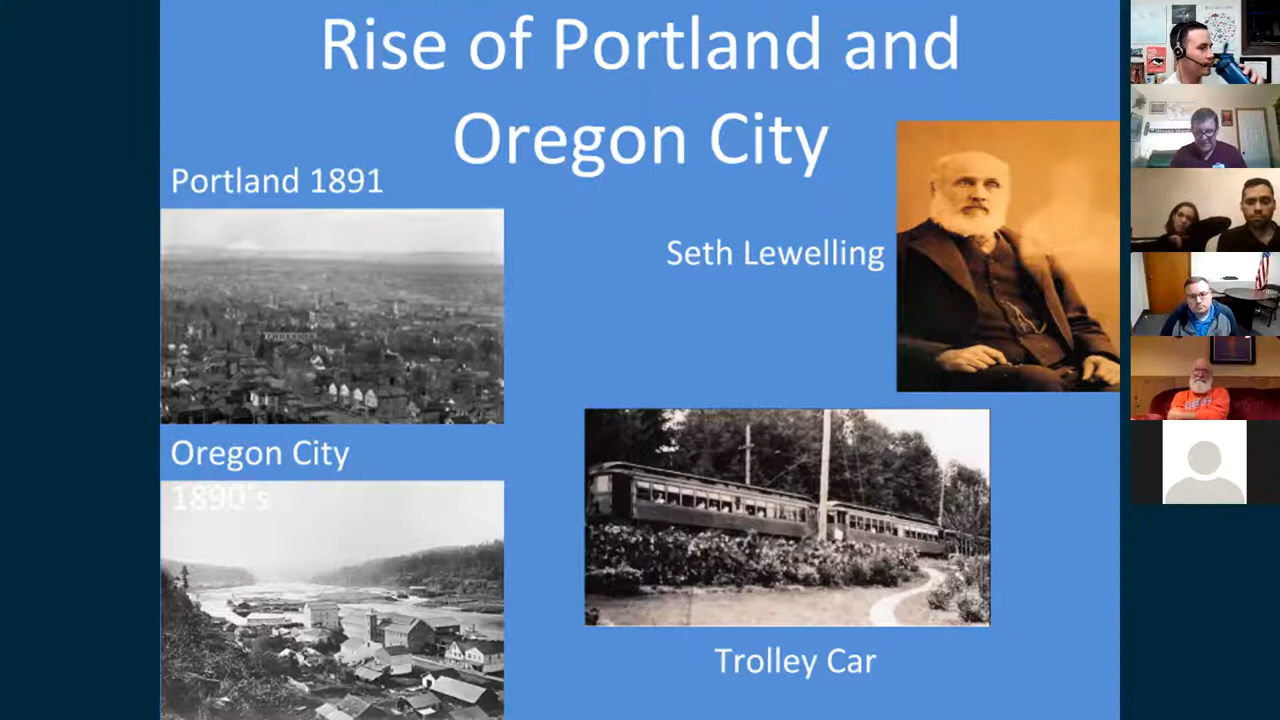 Rise of Portland and
Oregon City
Portland 1891
Seth Lewelling
Oregon City
1890's
Trolley Car